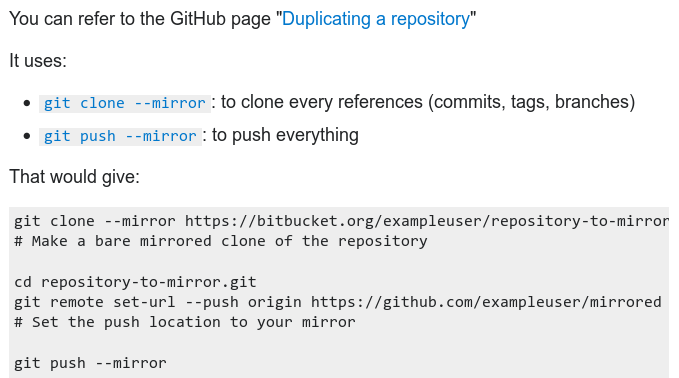 You can refer to the GitHub page "Duplicating a repository"
It uses:
git clone --mirror : to clone every references (commits, tags, branches)
git push --mirror : to push everything
That would give:
git clone --mirror https://bitbucket.org/exampleuser/repository-to-mirror
# Make a bare mirrored clone of the repository
cd repository-to-mirror.git
git remote set-url --push origin https://github.com/exampleuser/mirrored
# Set the push location to your mirror
git push --mirror